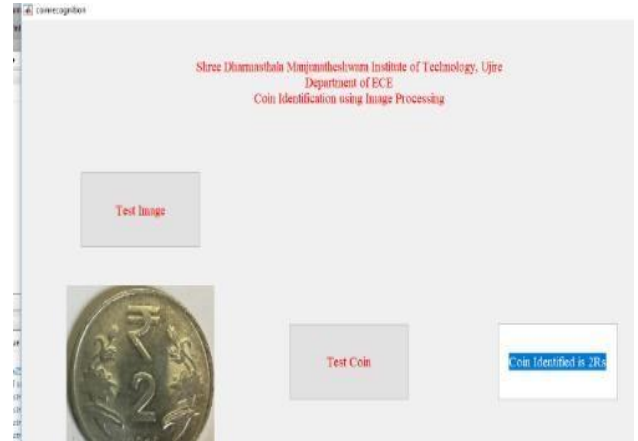 coinrecognition
Shree Dharmasthala Manjunatheshwara Institute of Technology, Ujire
Department of ECE
Coin Identification using Image Processing
Test Image
₹
2
Test Coin
Coin Identified is 2Rs